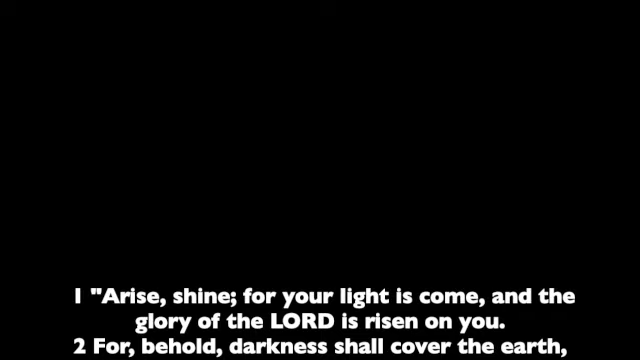 1 "Arise, shine; for your light is come, and the
glory of the LORD is risen on you.
2 For, behold, darkness shall cover the earth,